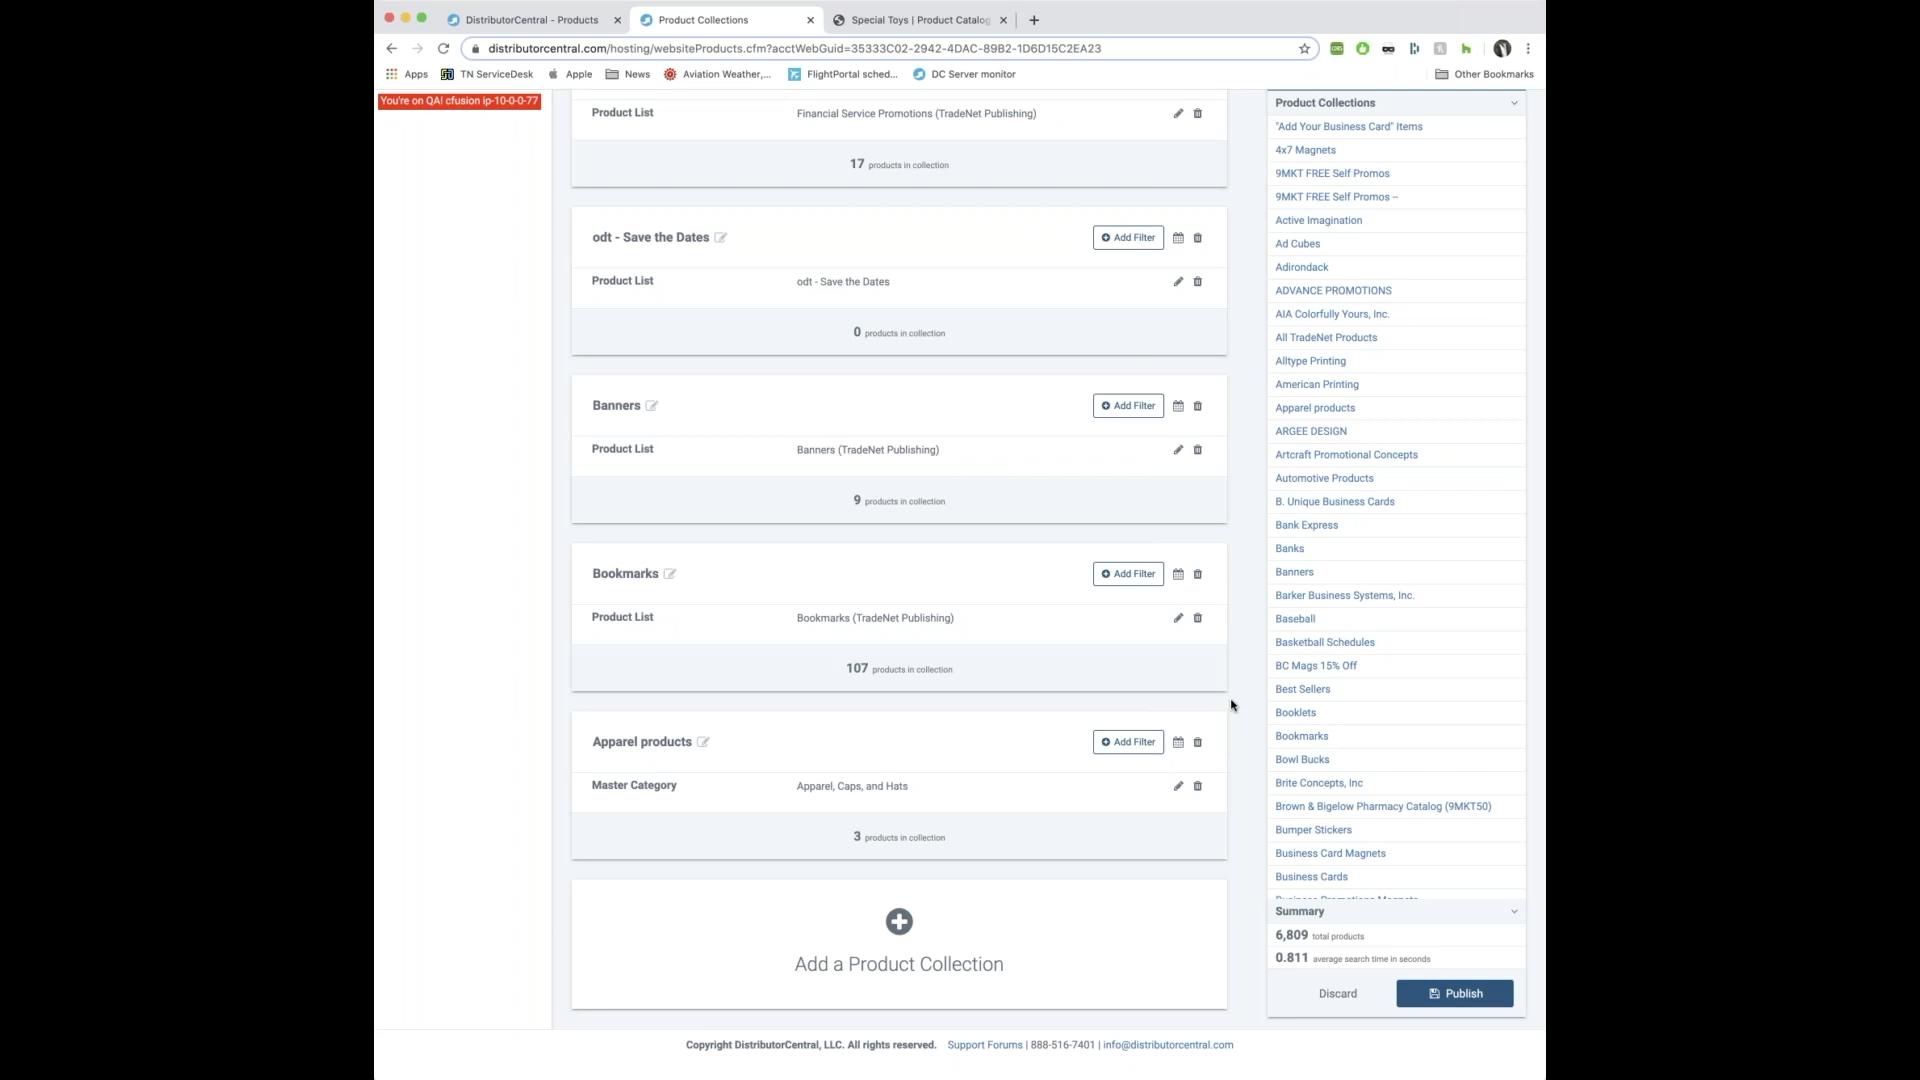 DistributorCentral - Products
Product Collections
Special Toys | Product Catalog
distributorcentral.com/hosting/websiteProducts.cfm?acctWebGuid=35333C02-2942-4DAC-89B2-1D6D15C2EA23
Apps
TN ServeDesk
Apple
News
Aviation Weather,...
FlightPortal sched...
DC Server monitor
Other Bookmarks
You're on QA! cfusion ip-10-0-0-77
Product List
Financial Service Promotions (TradeNet Publishing)
17 products in collection
odt - Save the Dates
Add Filter
Product List
odt - Save the Dates
0 products in collection
Banners
Add Filter
Product List
Banners (TradeNet Publishing)
9 products in collection
Bookmarks
Add Filter
Product List
Bookmarks (TradeNet Publishing)
107 products in collection
Apparel products
Add Filter
Master Category
Apparel, Caps, and Hats
3 products in collection
Add a Product Collection
Product Collections
"Add Your Business Card" Items
4x7 Magnets
9MKT FREE Self Promos
9MKT FREE Self Promos --
Active Imagination
Ad Cubes
Adirondack
ADVANCE PROMOTIONS
AIA Colorfully Yours, Inc.
All TradeNet Products
Alltype Printing
American Printing
Apparel products
ARGEE DESIGN
Artcraft Promotional Concepts
Automotive Products
B. Unique Business Cards
Bank Express
Banks
Banners
Barker Business Systems, Inc.
Baseball
Basketball Schedules
BC Mags 15% Off
Best Sellers
Booklets
Bookmarks
Bowl Bucks
Brite Concepts, Inc
Brown & Bigelow Pharmacy Catalog (9MKT50)
Bumper Stickers
Business Card Magnets
Business Cards
Business Promotions Magnets
Summary
6,809 total products
0.811 average search time in seconds
Discard
Publish
Copyright DistributorCentral, LLC. All rights reserved. Support Forums | 888-516-7401 | info@distributorcentral.com